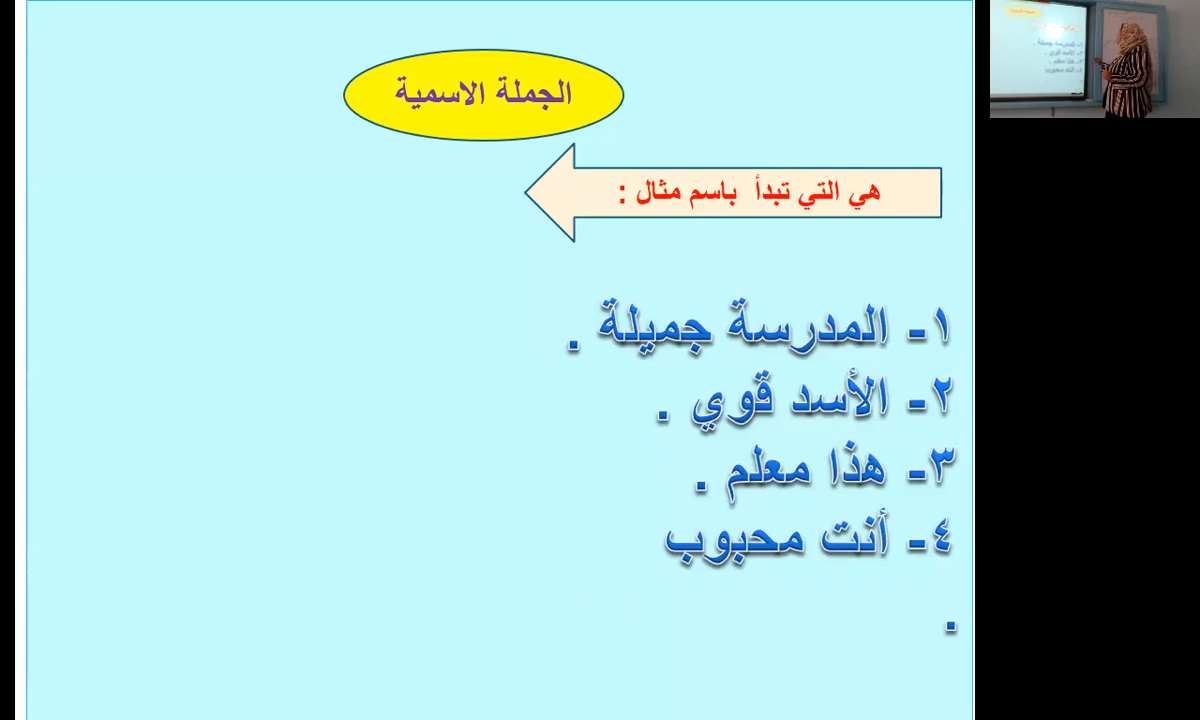 الجملة الاسمية
هي التي تبدأ باسم مثال :
١- المدرسة جميلة .
٢- الأسد قوي .
٣- هذا معلم .
٤- أنت محبوب
.